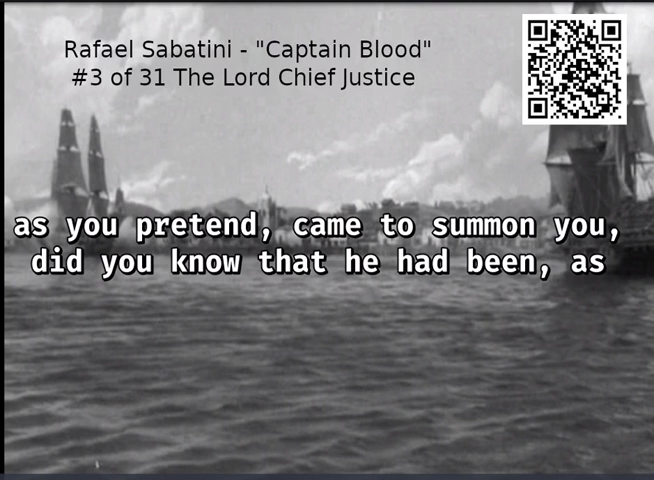 Rafael Sabatini - "Captain Blood"
#3 of 31 The Lord Chief Justice
as you pretend, came to summon you,
did you know that he had been, as